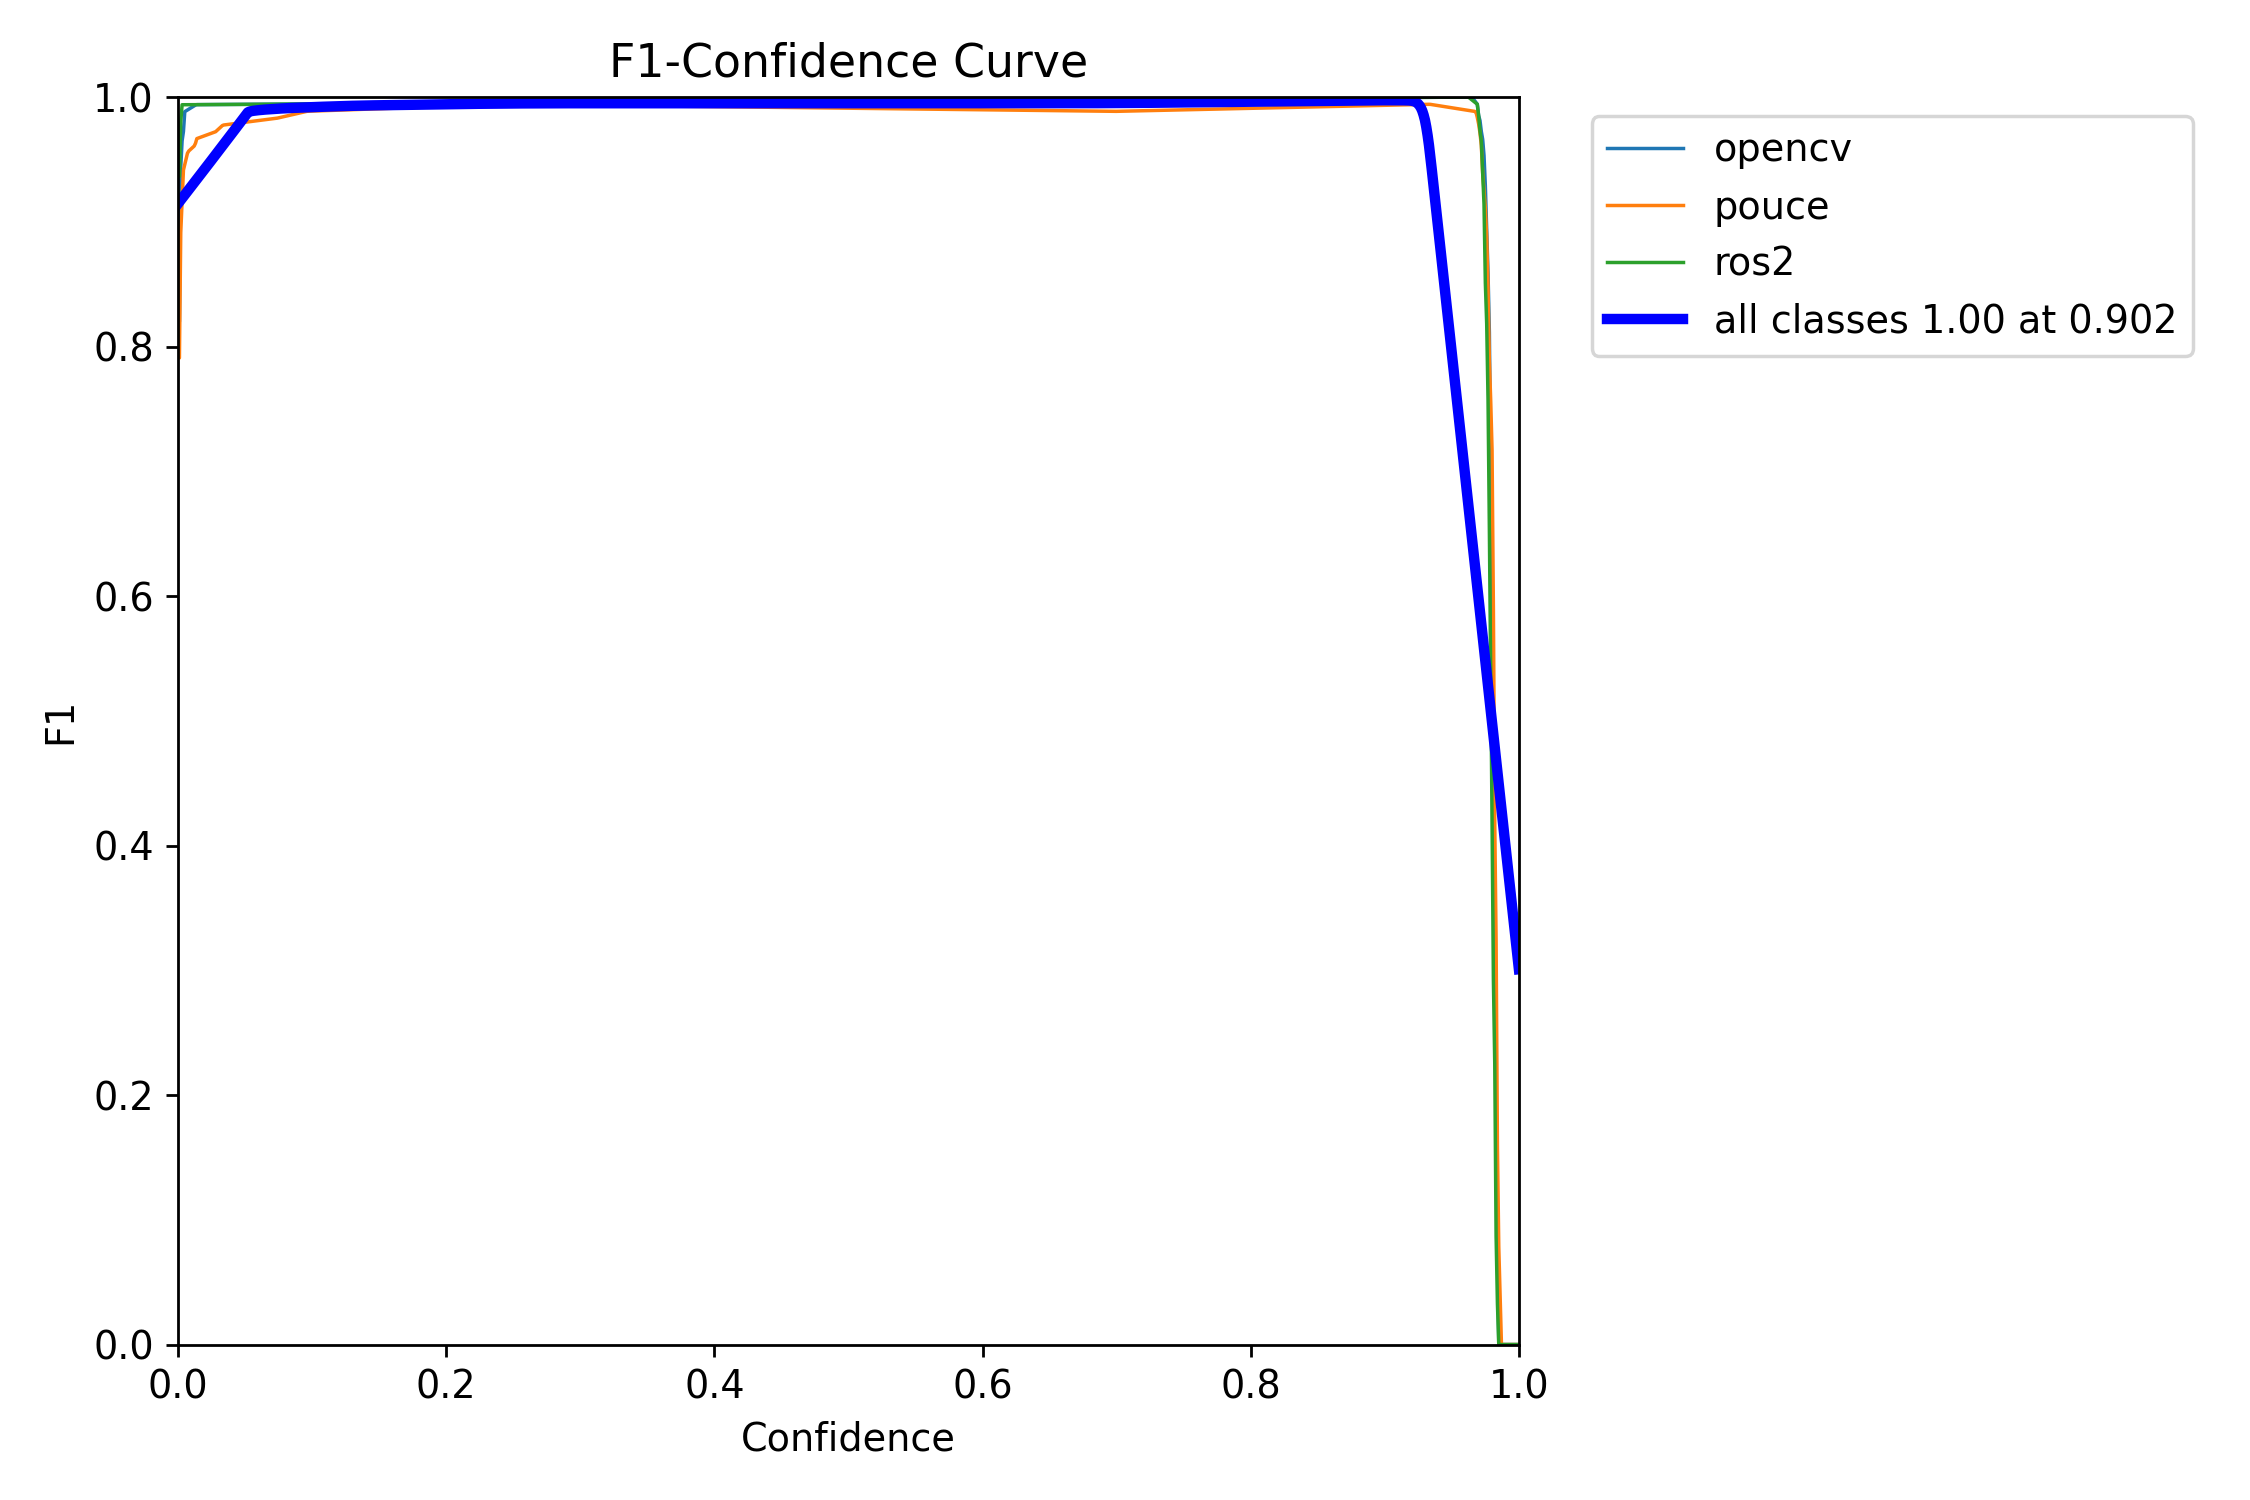 F1-Confidence Curve
1.0
0.8
0.6
0.4
0.2
0.0
F1
0.0 0.2 0.4 0.6 0.8 1.0
Confidence
opencv
pouce
ros2
all classes 1.00 at 0.902